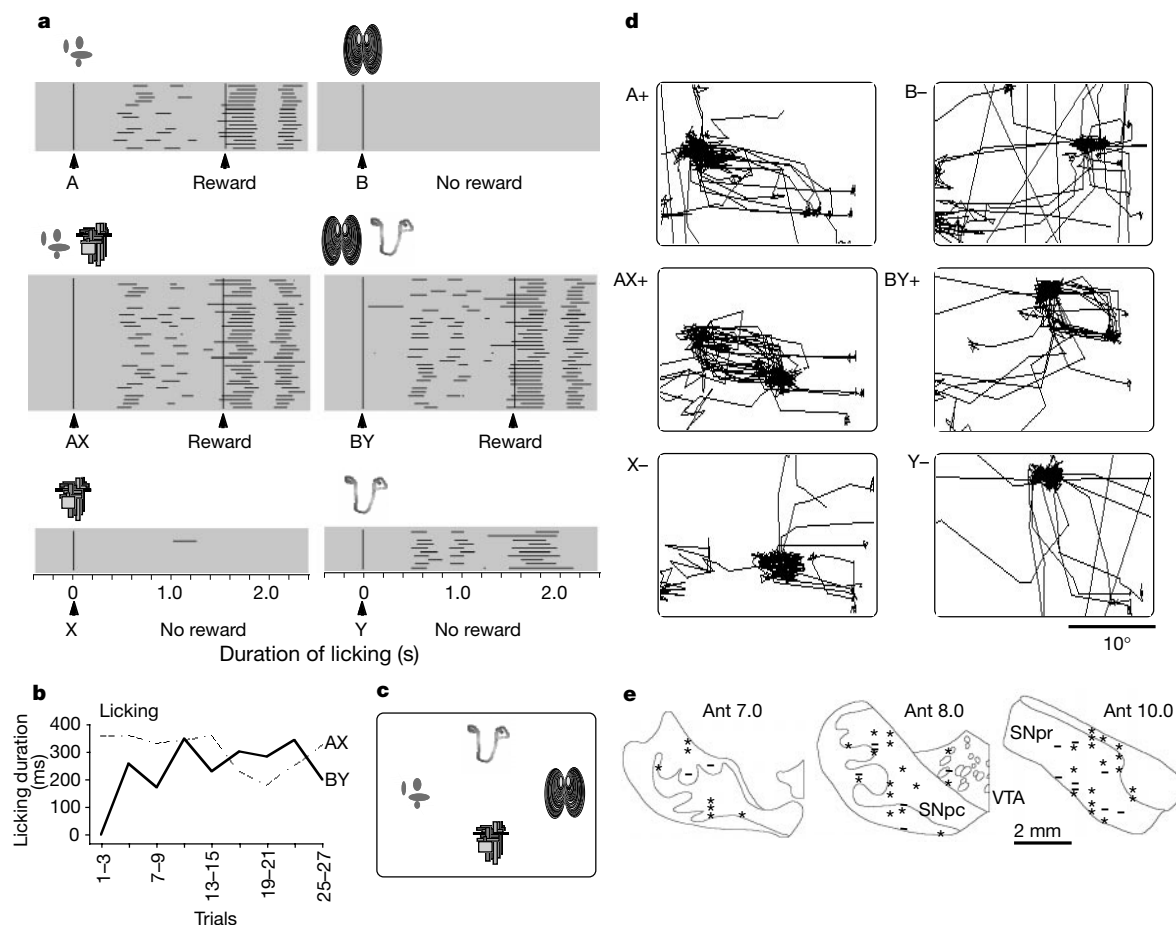 a
A
Reward
B
No reward
AX
Reward
BY
Reward
0
1.0
2.0
0
1.0
2.0
X
No reward
Y
No reward
Duration of licking (s)
b
Licking
Licking duration
(ms)
400
300
200
100
0
AX
BY
1–3
7–9
13–15
19–21
25–27
Trials
c
d
A+
B–
AX+
BY+
X–
Y–
10°
e
Ant 7.0
Ant 8.0
Ant 10.0
SNpr
SNpc
VTA
2 mm